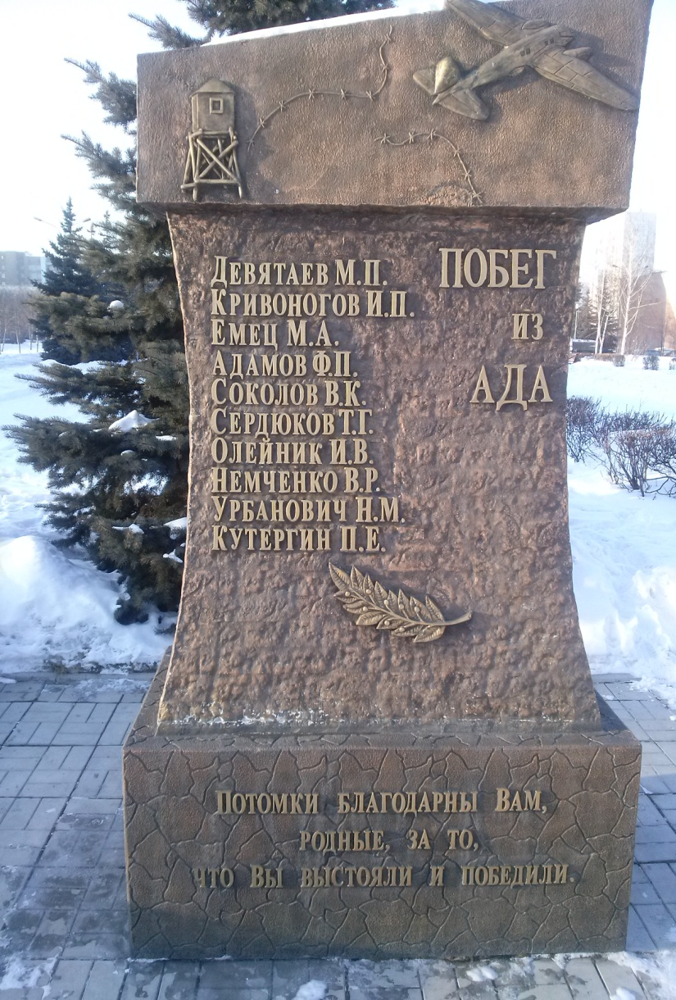 Девятаев М.П.
Кривоногов И.П.
Емец М.А.
Адамов Ф.П.
Соколов В.К.
Сердюков Т.Г.
Олейник И.В.
Немченко В.Р.
Урбанович Н.М.
Кутергин П.Е.
ПОБЕГ
ИЗ
АДА
Потомки благодарны Вам,
родные, за то,
что Вы выстояли и победили.